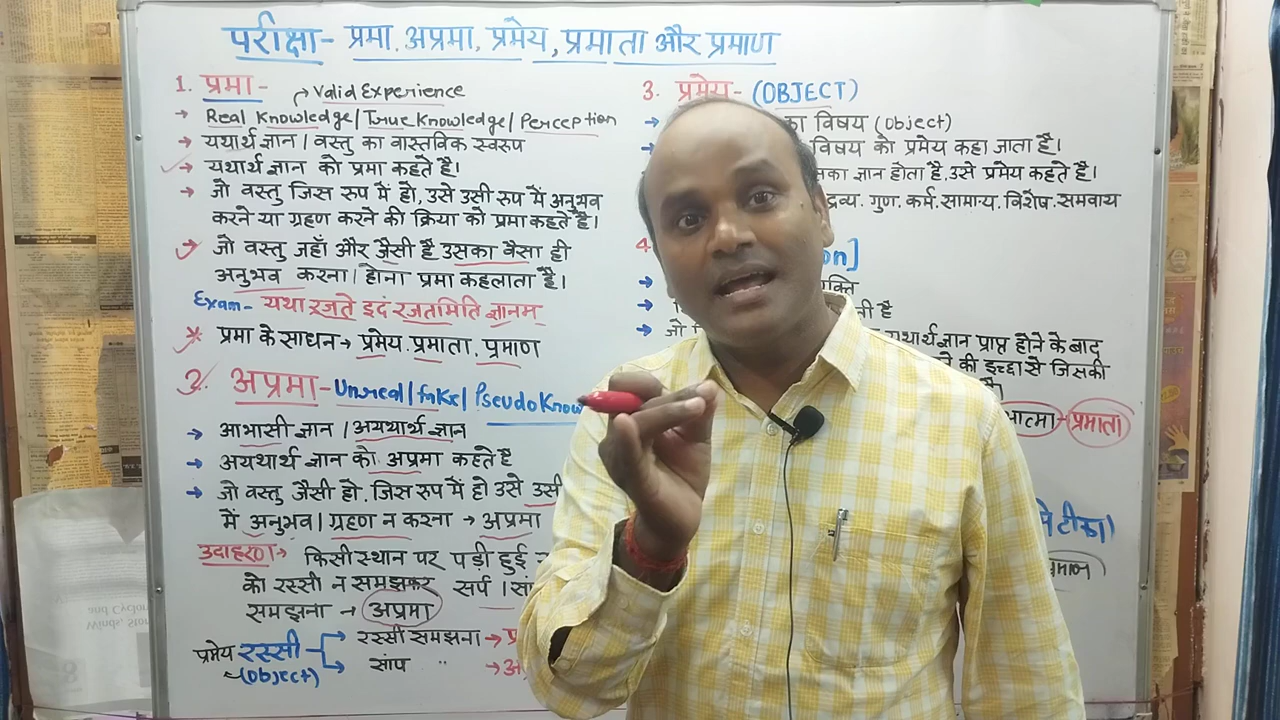 परीक्षा- प्रमा, अप्रमा, प्रमेय, प्रमाता और प्रमाण
1. प्रमा-
Valid Experience
→ Real Knowledge/True Knowledge/ Perception
→ यथार्थ ज्ञान / वस्तु का वास्तविक स्वरुप
→ यथार्थ ज्ञान को प्रमा कहते है।
→ जो वस्तु जिस रुप में हो, उसे उसी रुप में अनुभव
करने या ग्रहण करने की क्रिया को प्रमा कहते है।
→ जो वस्तु जहाँ और जैसी है उसका वैसा ही
अनुभव करना / होना प्रमा कहलाता है।
Exam- यथा रजते इदं रजतमिति ज्ञानम
* प्रमा के साधन → प्रमेय. प्रमाता. प्रमाण
2. अप्रमा- Unreal/fake/ Pseudo Know
→ आभासी ज्ञान / अयथार्थ ज्ञान
→ अयथार्थ ज्ञान को अप्रमा कहते है
→ जो वस्तु जैसी हो. जिस रुप में हो उसे उसी
में अनुभव / ग्रहण न करना → अप्रमा
उदाहरण → किसी स्थान पर पड़ी हुई
को रस्सी न समझकर सर्प /
समझना → अप्रमा
प्रमेय रस्सी → रस्सी समझना →
(object) → सांप " →
3. प्रमेय- (OBJECT)
→ का विषय (object)
विषय को प्रमेय कहा जाता है।
ज्ञान होता है. उसे प्रमेय कहते है।
द्रव्य. गुण. कर्म. सामान्य. विशेष. समवाय
4
on]
→
→ है
→ जो यथार्थ ज्ञान प्राप्त होने के बाद
की इच्छा से जिसकी
आत्मा → प्रमाता
टीका)